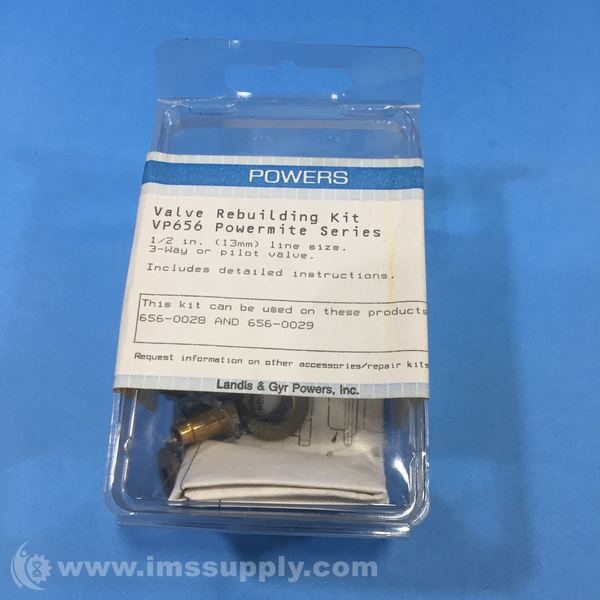 POWERS
Valve Rebuilding Kit
VP656 Powermite Series
1/2 in. (13mm) line size.
3-Way or pilot valve.
Includes detailed instructions.
This kit can be used on these products
656-0028 AND 656-0029
Request information on other accessories/repair kits
Landis & Gyr Powers, Inc.
www.imssupply.com